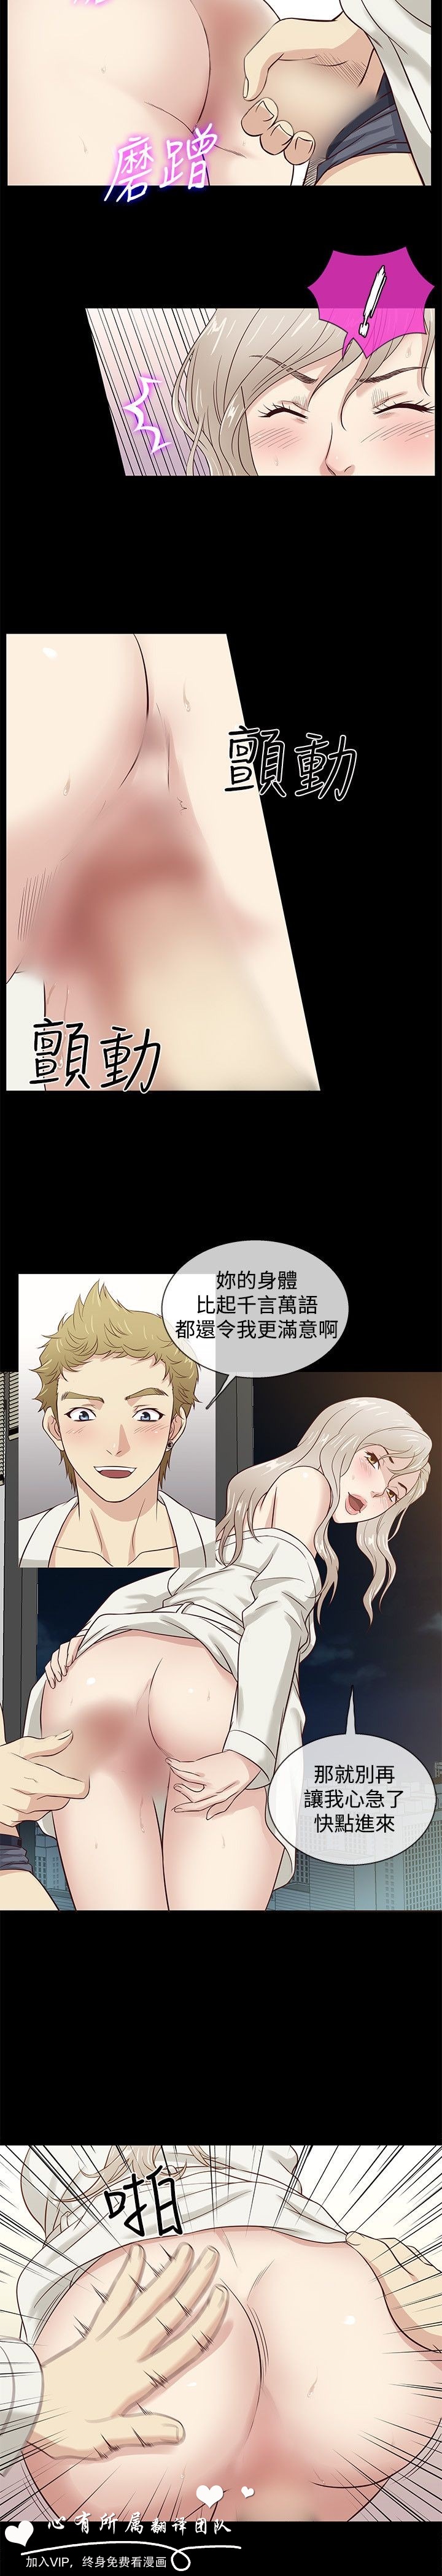 磨蹭
!
顫動
顫動
妳的身體
比起千言萬語
都還令我更滿意啊
那就別再
讓我心急了
快點進來
啪
心有所属翻译团队
加入VIP，终身免费看漫画